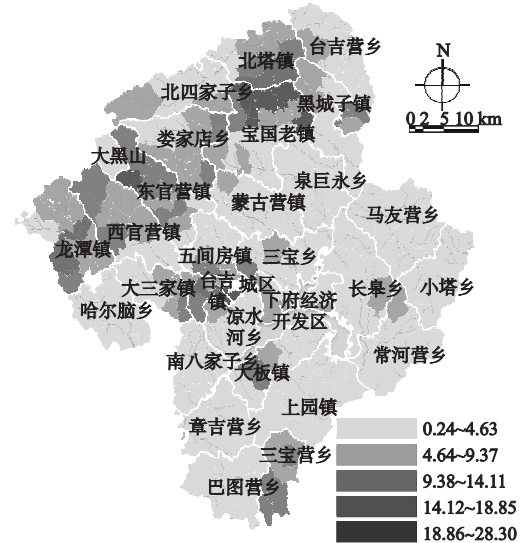 台吉营乡
北塔镇
N
北四家子乡
黑城子镇
0 2 5 10 km
娄家店乡
宝国老镇
大黑山
东官营镇
泉巨永乡
蒙古营镇
马友营乡
龙潭镇
西官营镇
五间房镇
三宝乡
大三家镇
台吉
镇
城区
下府经济
开发区
长皋乡
小塔乡
哈尔脑乡
凉水
河乡
常河营乡
南八家子乡
大板镇
上园镇
章吉营乡
三宝营乡
巴图营乡
0.24~4.63
4.64~9.37
9.38~14.11
14.12~18.85
18.86~28.30